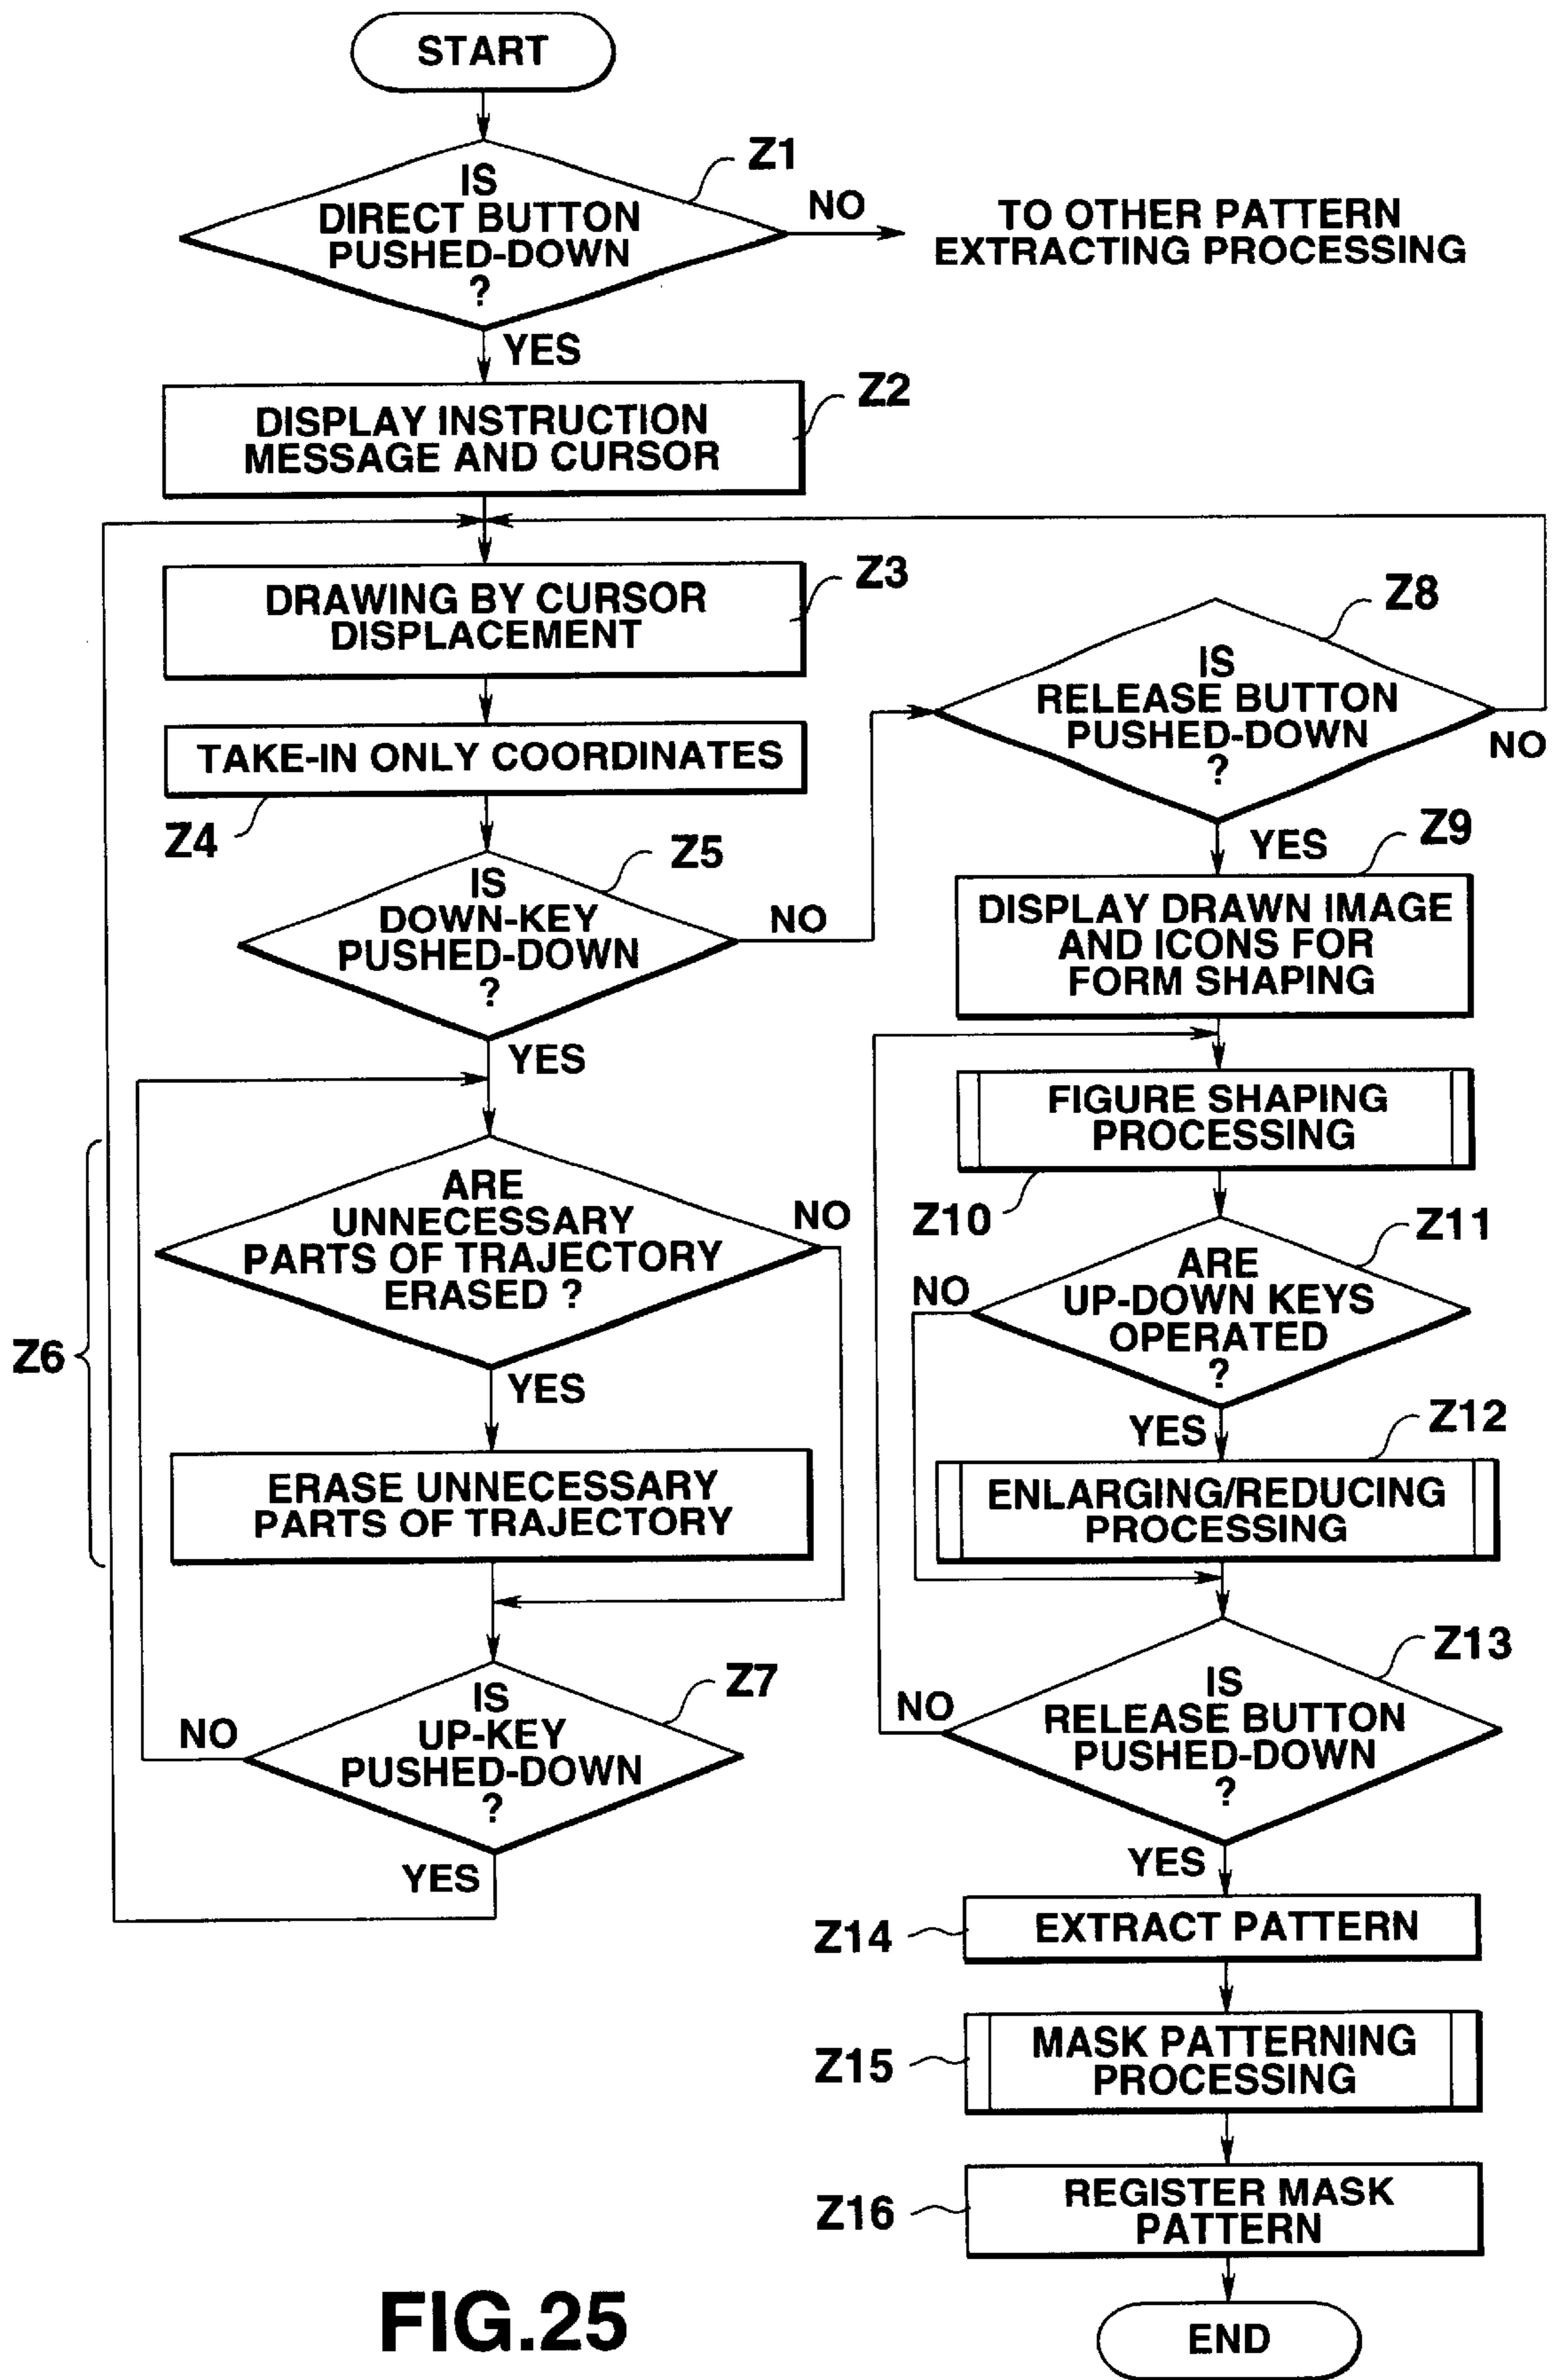 START
Z1
IS
DIRECT BUTTON
PUSHED-DOWN
?
NO
TO OTHER PATTERN
EXTRACTING PROCESSING
YES
Z2
DISPLAY INSTRUCTION
MESSAGE AND CURSOR
Z3
DRAWING BY CURSOR
DISPLACEMENT
TAKE-IN ONLY COORDINATES
Z4
Z5
IS
DOWN-KEY
PUSHED-DOWN
?
NO
YES
Z6
ARE
UNNECESSARY
PARTS OF TRAJECTORY
ERASED ?
NO
YES
ERASE UNNECESSARY
PARTS OF TRAJECTORY
Z7
IS
UP-KEY
PUSHED-DOWN
?
NO
YES
Z8
IS
RELEASE BUTTON
PUSHED-DOWN
?
NO
YES
Z9
DISPLAY DRAWN IMAGE
AND ICONS FOR
FORM SHAPING
FIGURE SHAPING
PROCESSING
Z10
Z11
ARE
UP-DOWN KEYS
OPERATED
?
NO
YES
Z12
ENLARGING/REDUCING
PROCESSING
Z13
IS
RELEASE BUTTON
PUSHED-DOWN
?
NO
YES
Z14
EXTRACT PATTERN
Z15
MASK PATTERNING
PROCESSING
Z16
REGISTER MASK
PATTERN
END
FIG.25